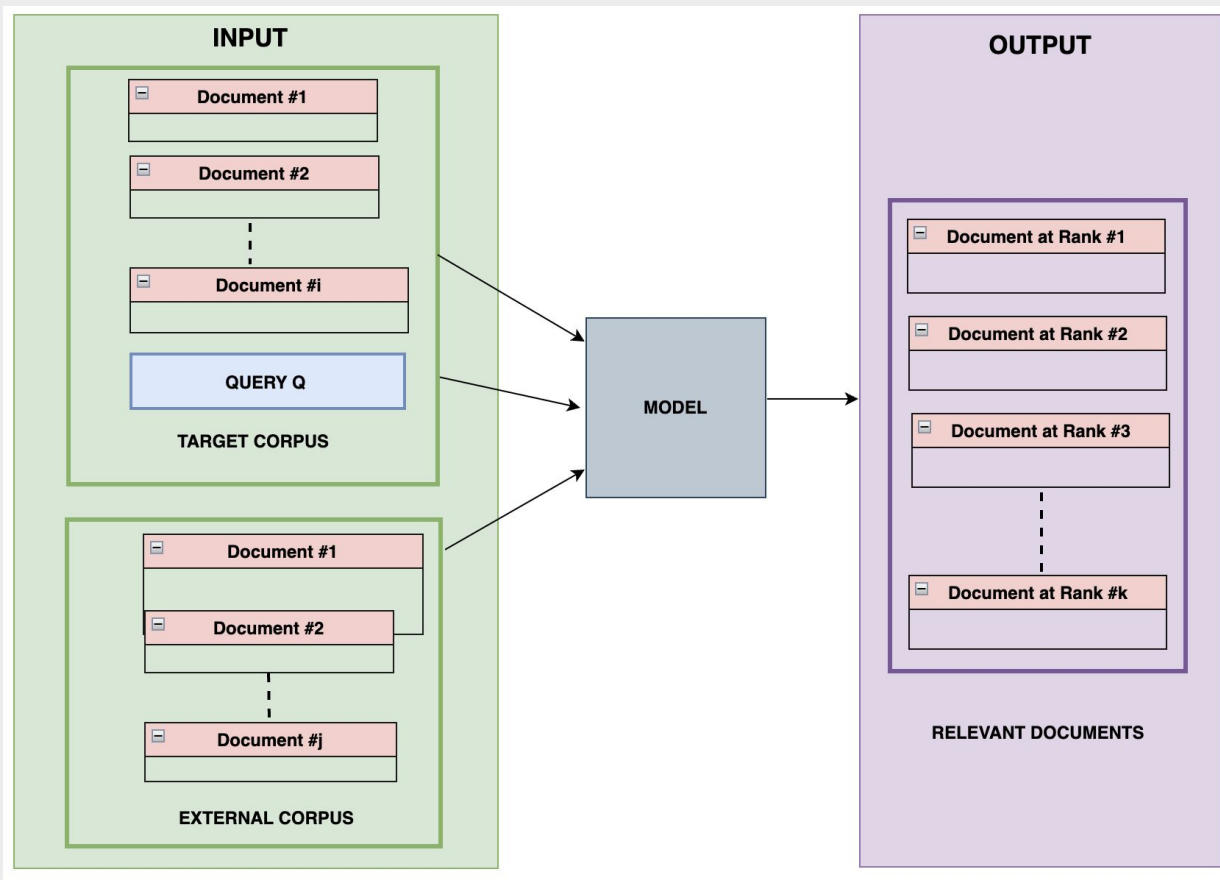 INPUT
Document #1
Document #2
Document #i
QUERY Q
TARGET CORPUS
Document #1
Document #2
Document #j
EXTERNAL CORPUS
MODEL
OUTPUT
Document at Rank #1
Document at Rank #2
Document at Rank #3
Document at Rank #k
RELEVANT DOCUMENTS